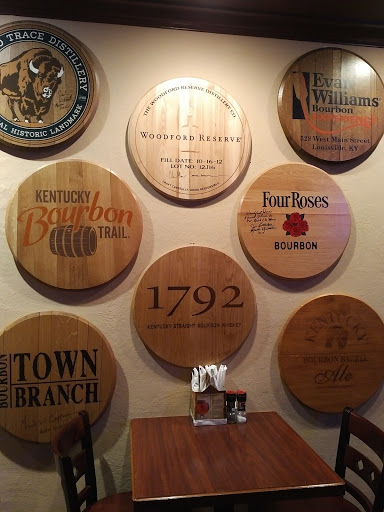 O TRACE DISTILLERY
AL HISTORIC LANDMARK
THE WOODFORD RESERVE DISTILLERY CO.
WOODFORD RESERVE
FILL DATE: 10-16-12
LOT NO:
Evan
Williams
Bourbon
528 West Main Street
Louisville, KY
KENTUCKY
Bourbon
TRAIL
Four Roses
BOURBON
1792
KENTUCKY STRAIGHT BOURBON WHISKEY
BOURBON
TOWN
BRANCH
KENTUCKY
BOURBON BARREL
Ale